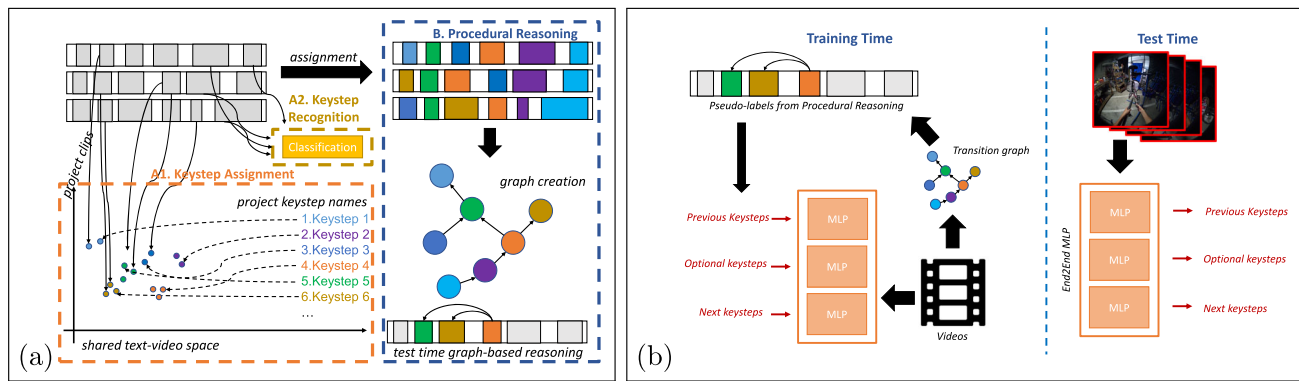 assignment
A2. Keystep
Recognition
Classification
project clips
A1. Keystep Assignment
project keystep names
1.Keystep 1
2.Keystep 2
3.Keystep 3
4.Keystep 4
5.Keystep 5
6.Keystep 6
...
shared text-video space
(a)
B. Procedural Reasoning
graph creation
test time graph-based reasoning
Training Time
Pseudo-labels from Procedural Reasoning
Transition graph
Previous Keysteps
MLP
Optional keysteps
MLP
Next keysteps
MLP
Videos
(b)
Test Time
End2End MLP
MLP
Previous Keysteps
MLP
Optional keysteps
MLP
Next keysteps